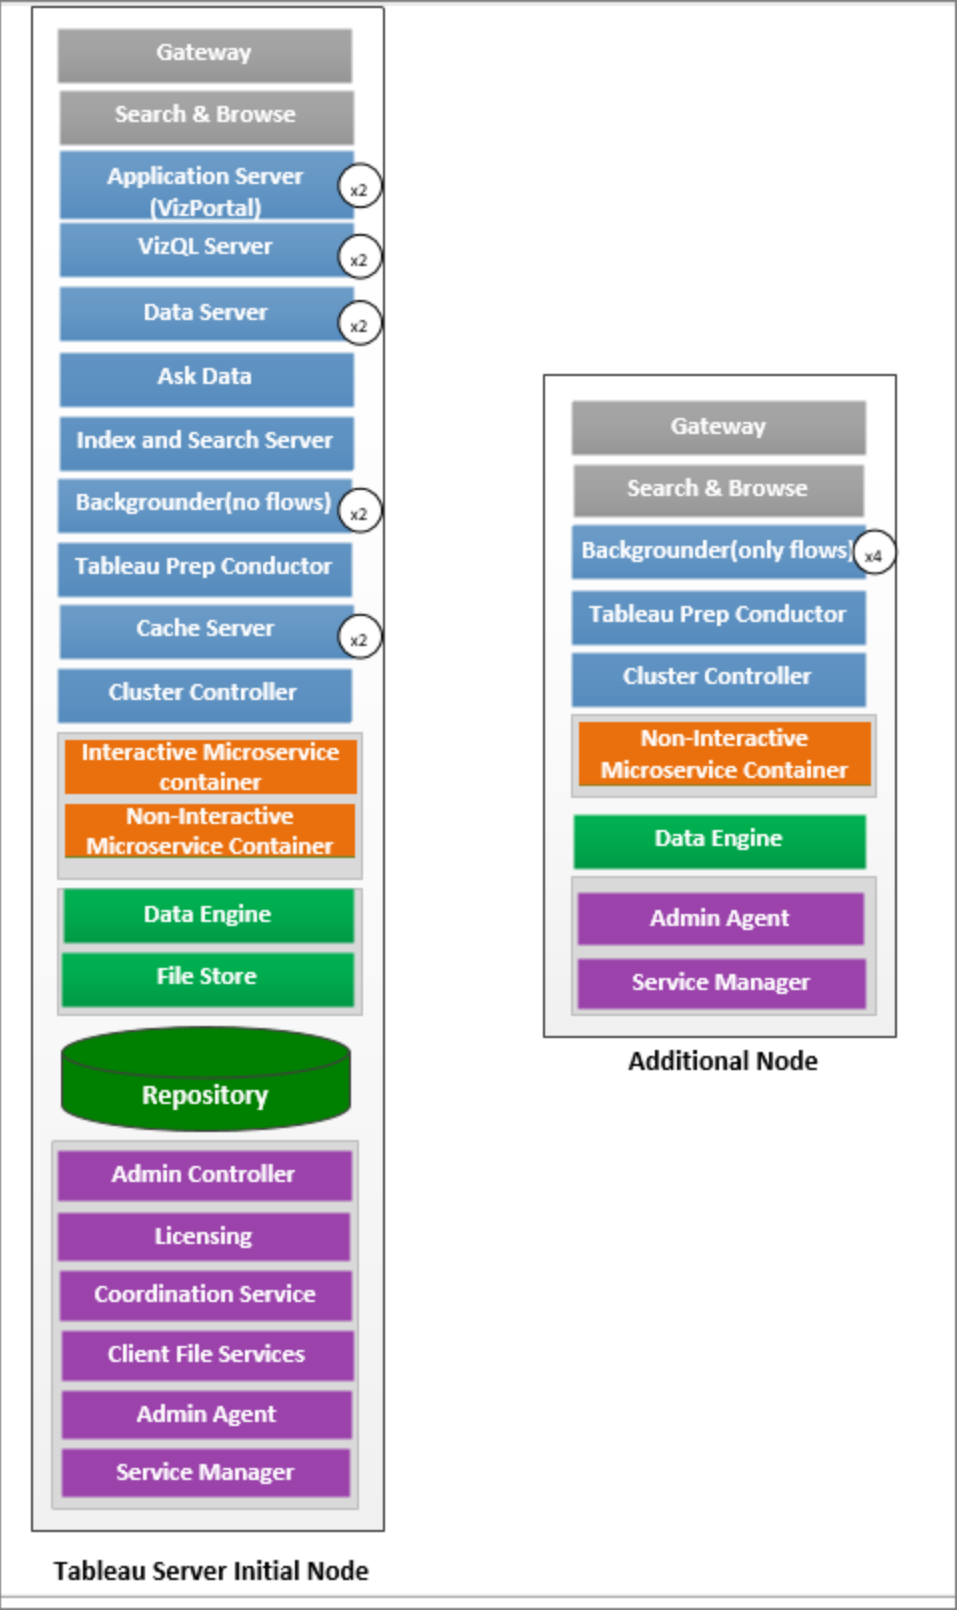 Gateway
Search & Browse
Application Server
(VizPortal)
x2
VizQL Server
x2
Data Server
x2
Ask Data
Index and Search Server
Backgrounder(no flows)
x2
Tableau Prep Conductor
Cache Server
x2
Cluster Controller
Interactive Microservice
container
Non-Interactive
Microservice Container
Data Engine
File Store
Repository
Admin Controller
Licensing
Coordination Service
Client File Services
Admin Agent
Service Manager
Tableau Server Initial Node
Gateway
Search & Browse
Backgrounder(only flows)
x4
Tableau Prep Conductor
Cluster Controller
Non-Interactive
Microservice Container
Data Engine
Admin Agent
Service Manager
Additional Node